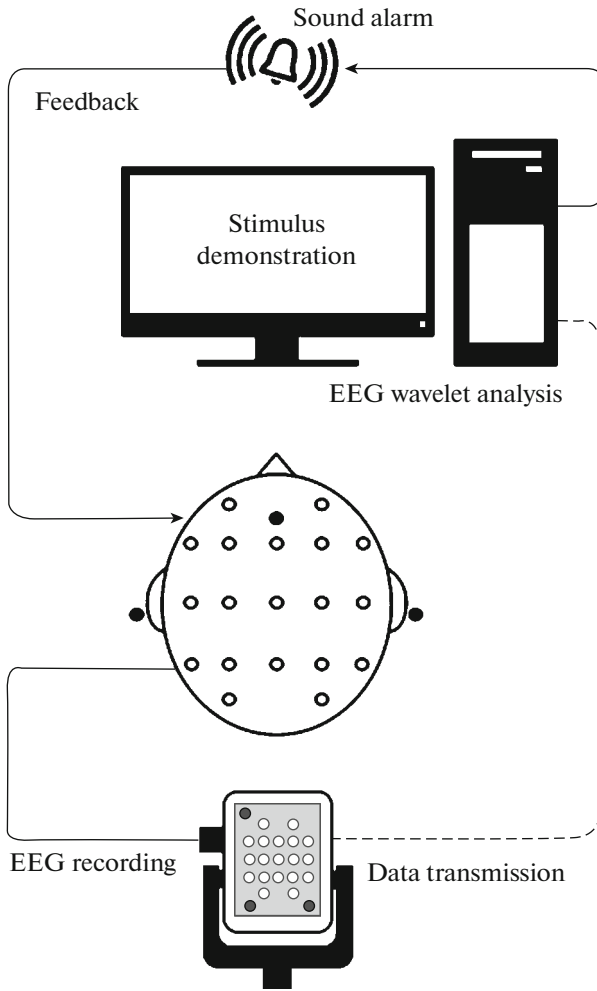 Sound alarm
Feedback
Stimulus
demonstration
EEG wavelet analysis
EEG recording
Data transmission